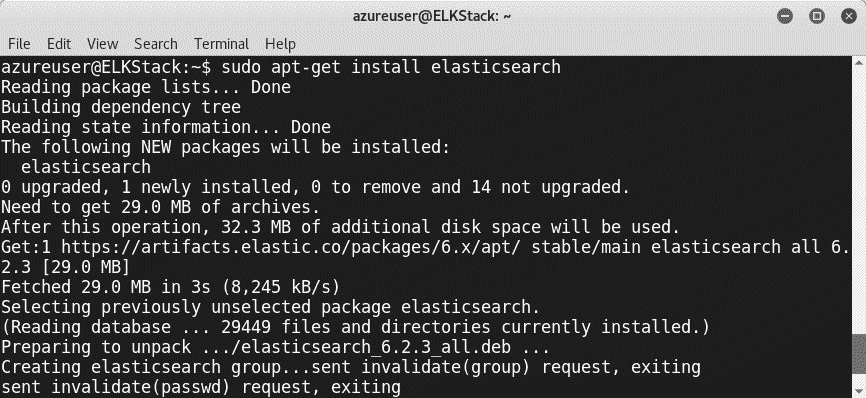 azureuser@ELKStack: ~
File Edit View Search Terminal Help
azureuser@ELKStack:~$ sudo apt-get install elasticsearch
Reading package lists... Done
Building dependency tree
Reading state information... Done
The following NEW packages will be installed:
  elasticsearch
0 upgraded, 1 newly installed, 0 to remove and 14 not upgraded.
Need to get 29.0 MB of archives.
After this operation, 32.3 MB of additional disk space will be used.
Get:1 https://artifacts.elastic.co/packages/6.x/apt/ stable/main elasticsearch all 6.
2.3 [29.0 MB]
Fetched 29.0 MB in 3s (8,245 kB/s)
Selecting previously unselected package elasticsearch.
(Reading database ... 29449 files and directories currently installed.)
Preparing to unpack .../elasticsearch_6.2.3_all.deb ...
Creating elasticsearch group...sent invalidate(group) request, exiting
sent invalidate(passwd) request, exiting